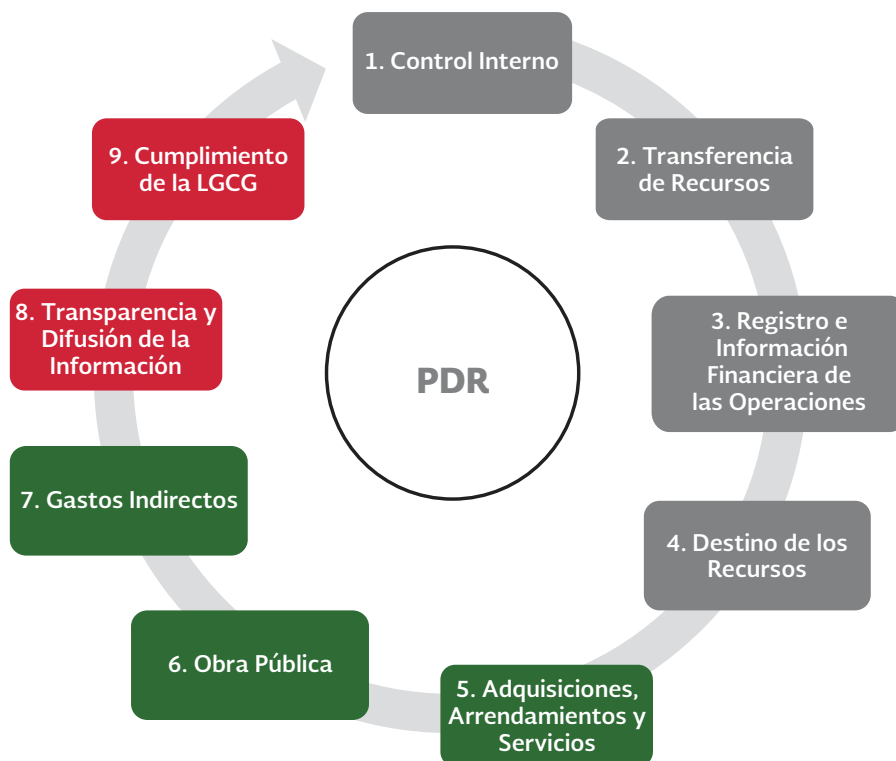 1. Control Interno
2. Transferencia
de Recursos
3. Registro e
Información
Financiera de
las Operaciones
4. Destino de los
Recursos
5. Adquisiciones,
Arrendamientos y
Servicios
6. Obra Pública
7. Gastos Indirectos
8. Transparencia y
Difusión de la
Información
9. Cumplimiento
de la LGCG
PDR